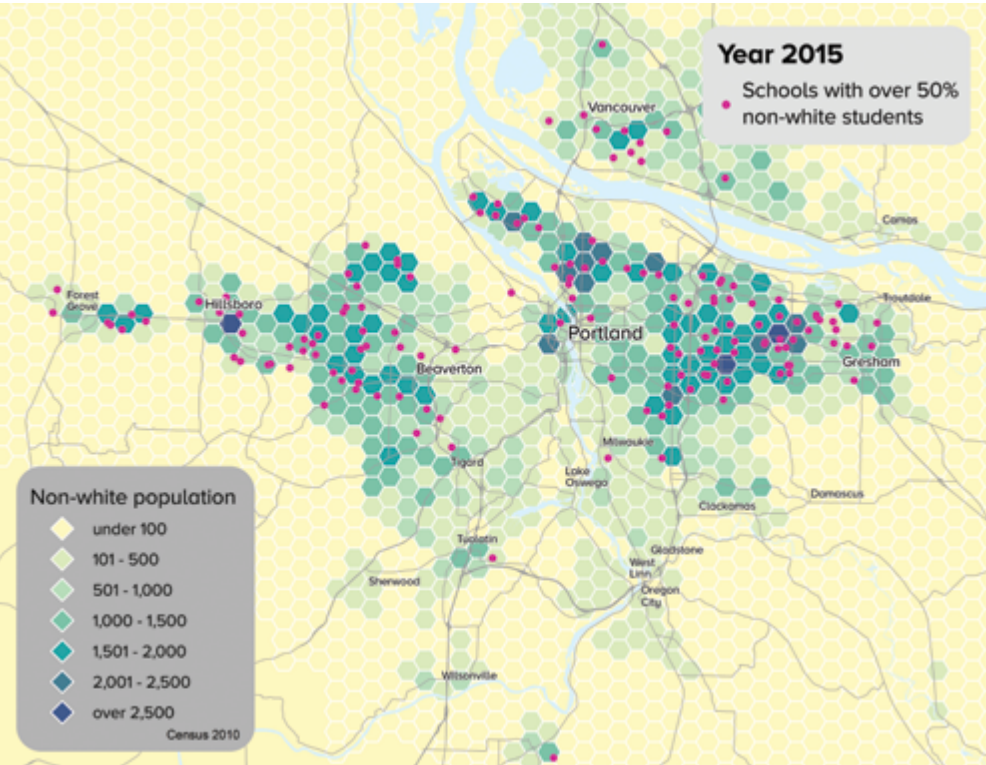 Year 2015
Schools with over 50%
non-white students
Vancouver
Camas
Forest
Grove
Hillsboro
Troutdale
Portland
Beaverton
Gresham
Milwaukie
Tigard
Lake
Oswego
Damascus
Clackamas
Tualatin
Gladstone
West
Linn
Sherwood
Oregon
City
Wilsonville
Non-white population
under 100
101 - 500
501 - 1,000
1,000 - 1,500
1,501 - 2,000
2,001 - 2,500
over 2,500
Census 2010